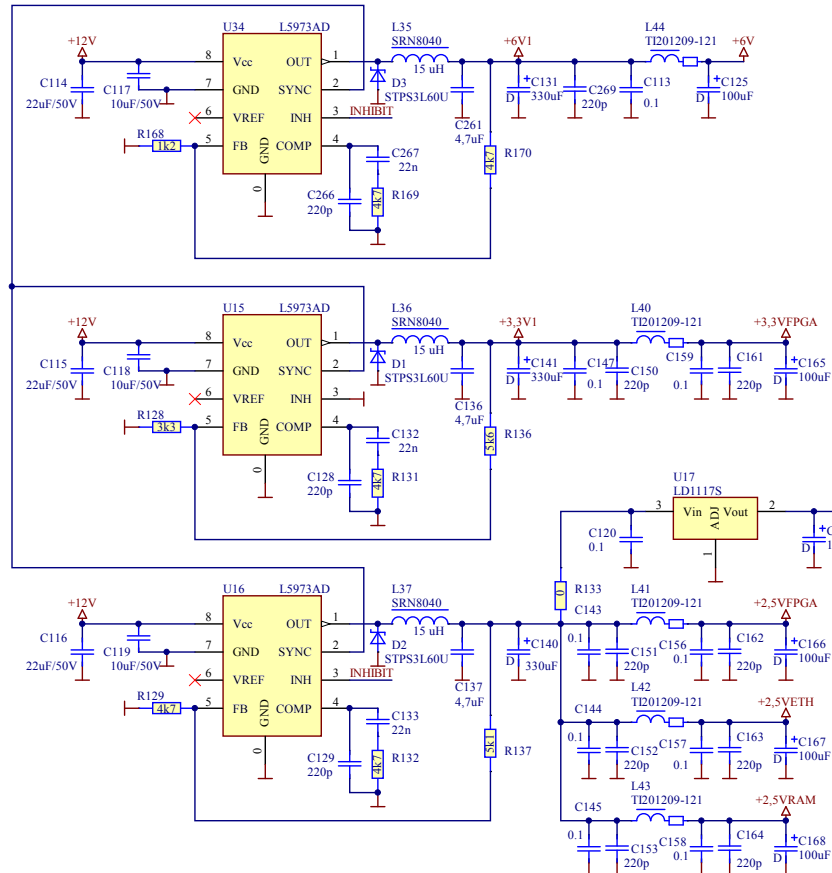 U34 L5973AD
+12V
8 Vcc OUT 1
7 GND SYNC 2
6 VREF INH 3
5 FB COMP 4
GND
0
C114
22uF/50V
C117
10uF/50V
R168
1k2
L35
SRN8040
15 uH
D3
STPS3L60U
INHIBIT
C267
22n
C266
220p
4k7
R169
C261
4,7uF
4k7
R170
+6V1
C131
330uF
D
C269
220p
C113
0.1
L44
TI201209-121
+6V
C125
100uF
D
U15 L5973AD
+12V
8 Vcc OUT 1
7 GND SYNC 2
6 VREF INH 3
5 FB COMP 4
GND
0
C115
22uF/50V
C118
10uF/50V
R128
3k3
L36
SRN8040
15 uH
D1
STPS3L60U
C132
22n
C128
220p
4k7
R131
C136
4,7uF
5k6
R136
+3,3V1
C141
330uF
D
C147
0.1
C150
220p
L40
TI201209-121
C159
0.1
C161
220p
+3,3VFPGA
C165
100uF
D
U17
LD1117S
3 Vin ADJ Vout 2
1
C120
0.1
D
R133
0
U16 L5973AD
+12V
8 Vcc OUT 1
7 GND SYNC 2
6 VREF INH 3
5 FB COMP 4
GND
0
C116
22uF/50V
C119
10uF/50V
R129
4k7
L37
SRN8040
15 uH
D2
STPS3L60U
INHIBIT
C133
22n
C129
220p
4k7
R132
C137
4,7uF
5k1
R137
C140
330uF
D
C143
0.1
C151
220p
L41
TI201209-121
C156
0.1
C162
220p
+2,5VFPGA
C166
100uF
D
C144
0.1
C152
220p
L42
TI201209-121
C157
0.1
C163
220p
+2,5VETH
C167
100uF
D
C145
0.1
C153
220p
L43
TI201209-121
C158
0.1
C164
220p
+2,5VRAM
C168
100uF
D